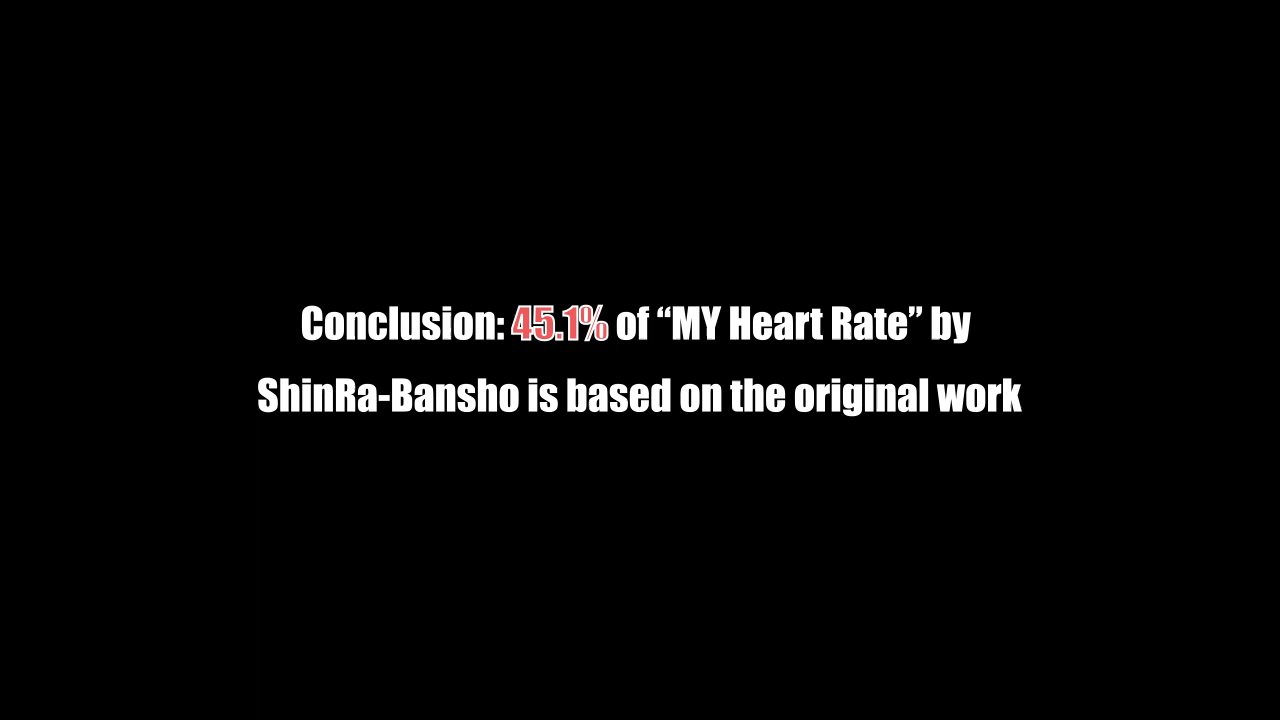 Conclusion: 45.1% of “MY Heart Rate” by
ShinRa-Bansho is based on the original work